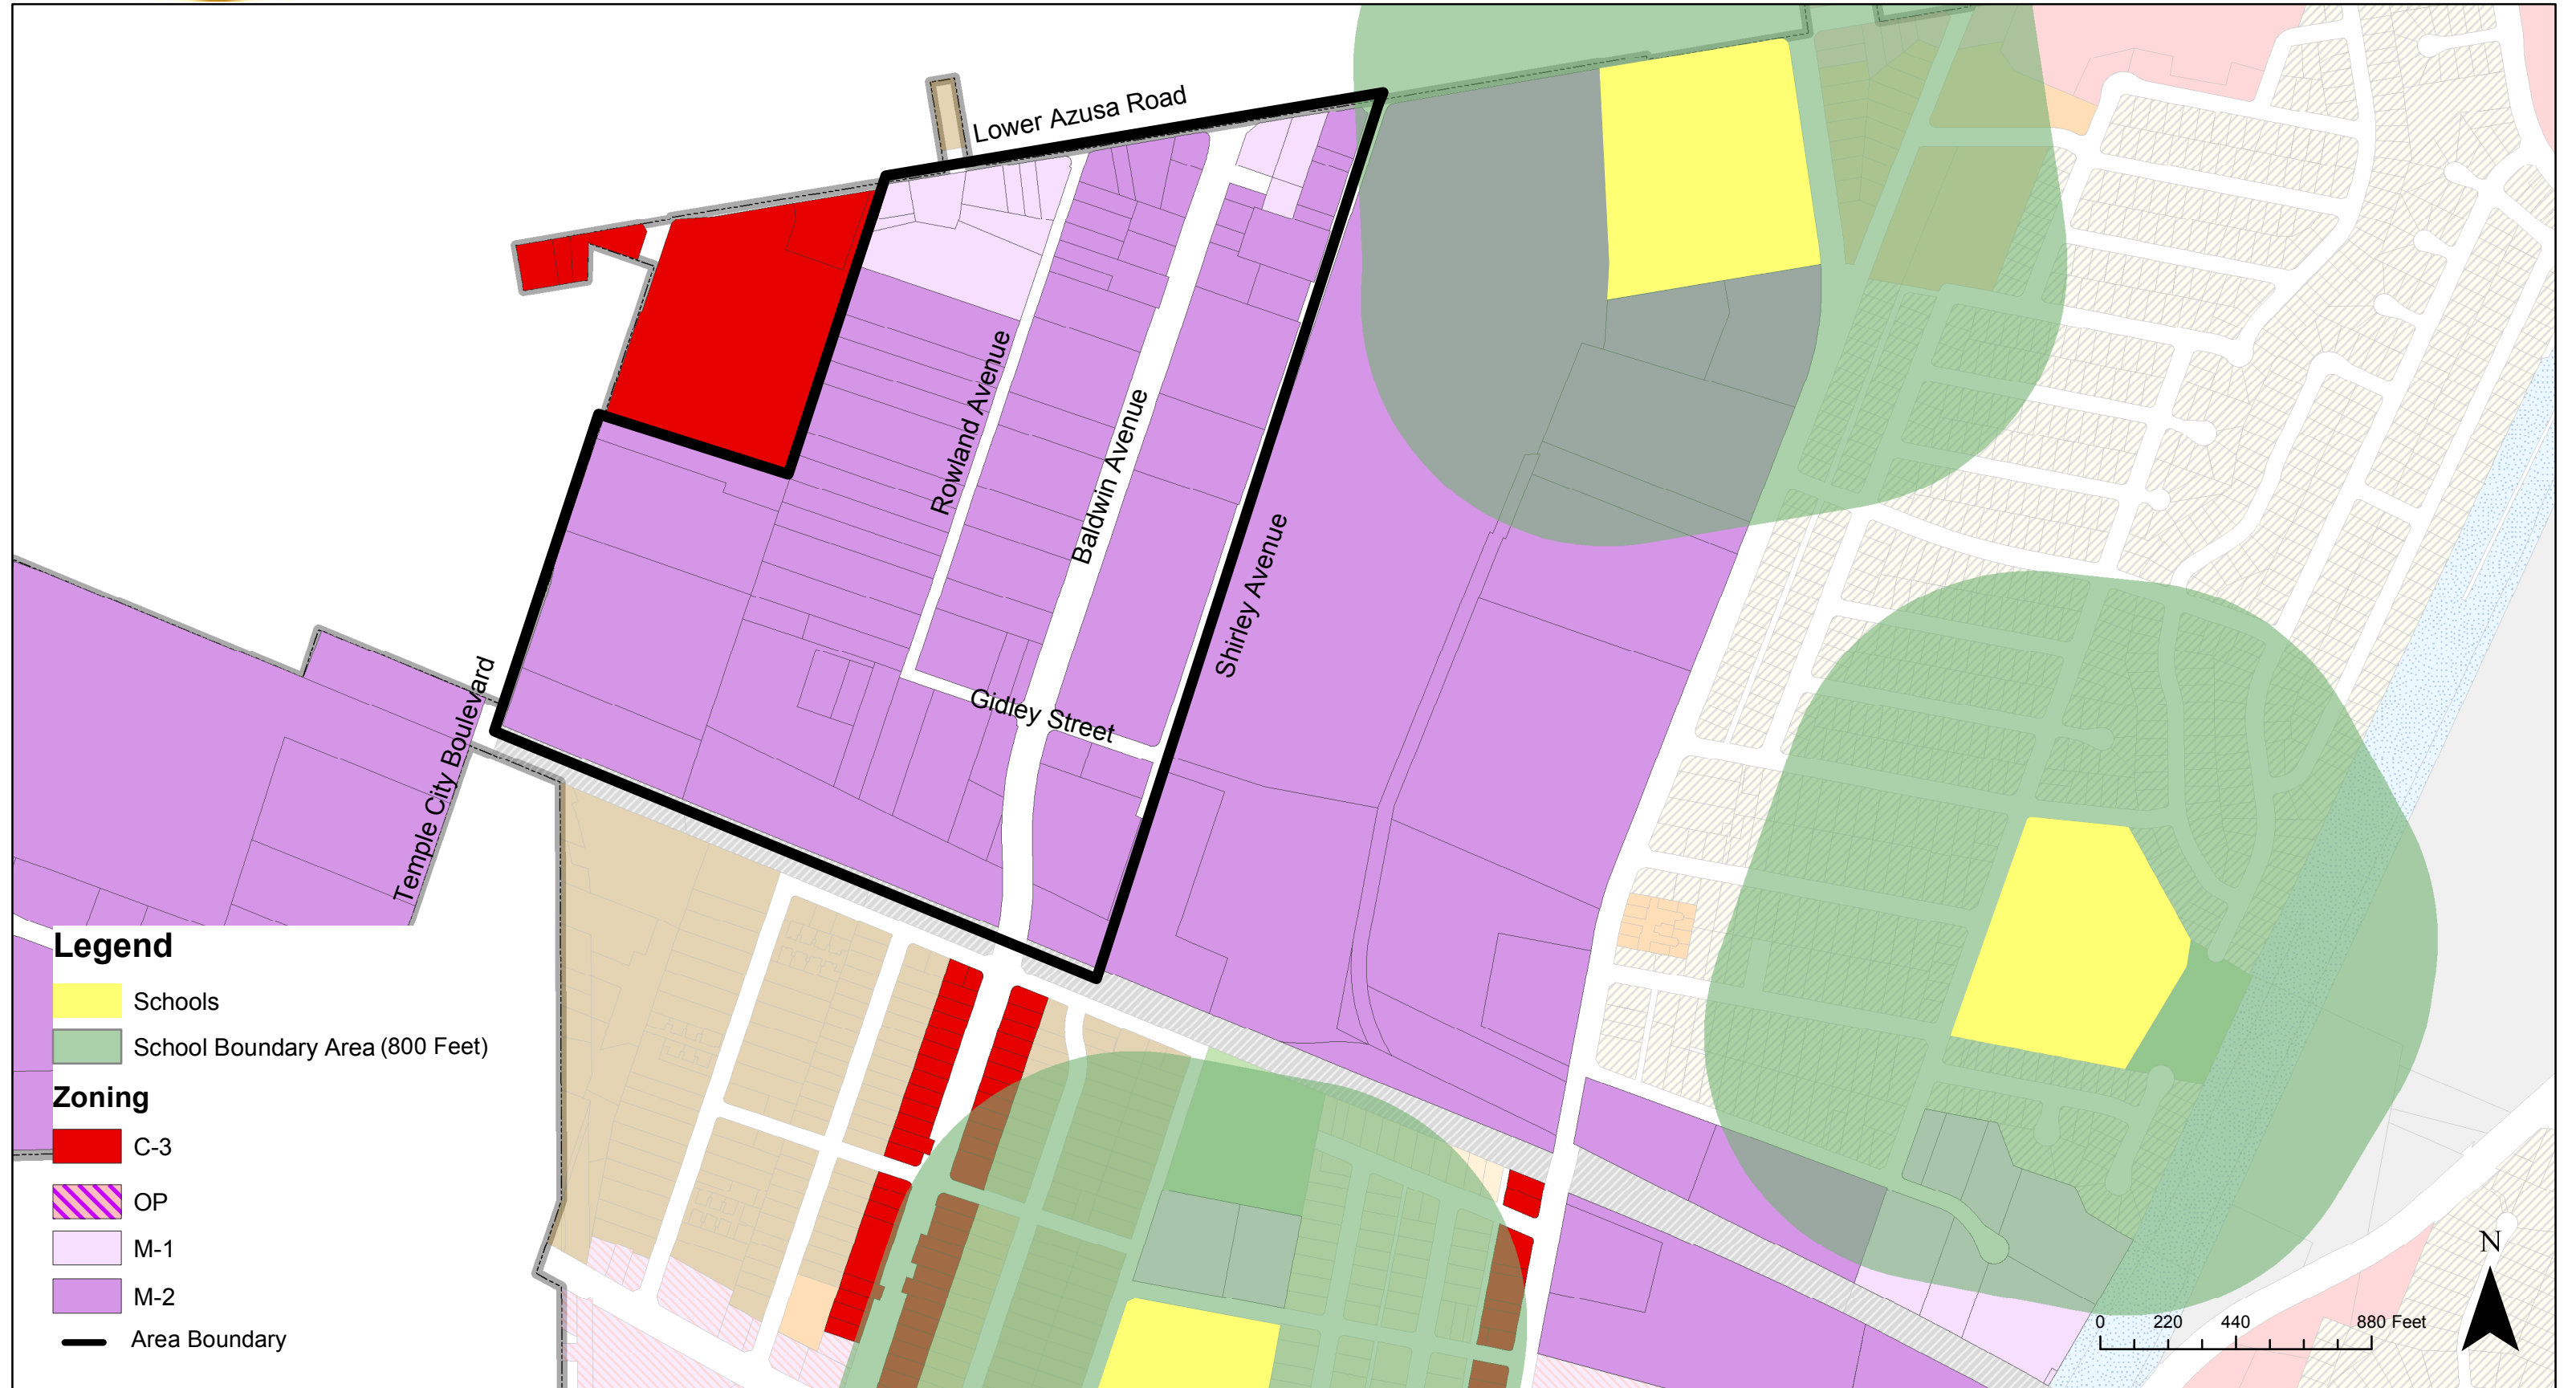 Lower Azusa Road
Rowland Avenue
Baldwin Avenue
Shirley Avenue
Gidley Street
Temple City Boulevard
Legend
Schools
School Boundary Area (800 Feet)
Zoning
C-3
OP
M-1
M-2
Area Boundary
N
0 220 440 880 Feet